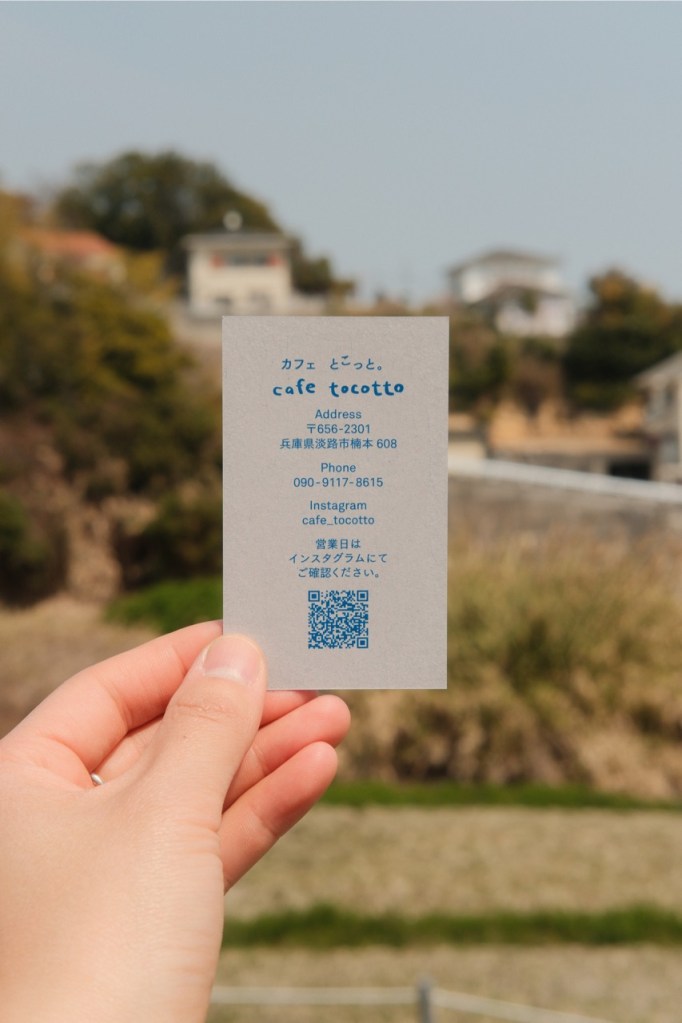 カフェ とこっと。
cafe tocotto
Address
〒656-2301
兵庫県淡路市楠本 608
Phone
090-9117-8615
Instagram
cafe_tocotto
営業日は
インスタグラムにて
ご確認ください。